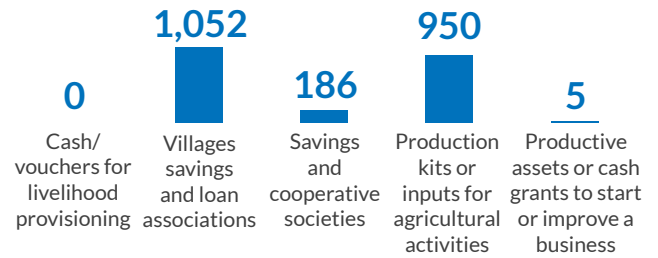 0
Cash/
vouchers for
livelihood
provisioning
1,052
Villages
savings
and loan
associations
186
Savings
and
cooperative
societies
950
Production
kits or
inputs for
agricultural
activities
5
Productive
assets or cash
grants to start
or improve a
business